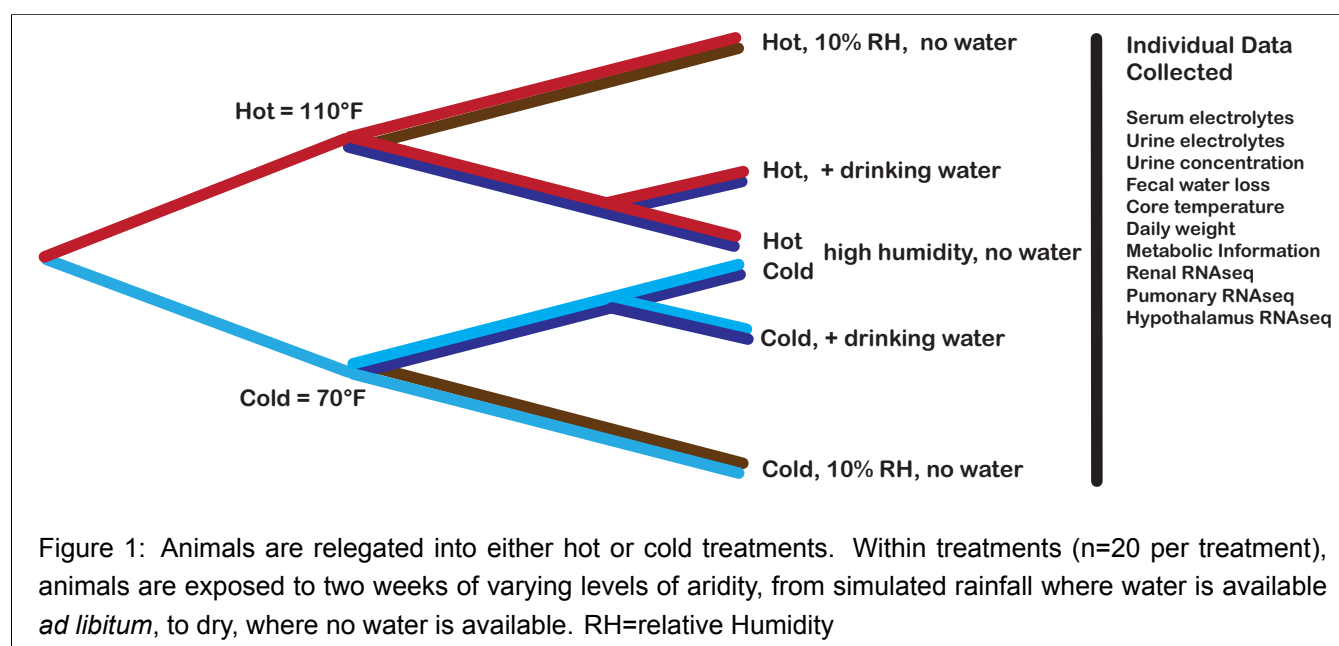 Hot, 10% RH, no water
Hot = 110°F
Hot, + drinking water
Hot
Cold
high humidity, no water
Cold, + drinking water
Cold = 70°F
Cold, 10% RH, no water
Individual Data
Collected
Serum electrolytes
Urine electrolytes
Urine concentration
Fecal water loss
Core temperature
Daily weight
Metabolic Information
Renal RNAseq
Pumonary RNAseq
Hypothalamus RNAseq
Figure 1: Animals are relegated into either hot or cold treatments. Within treatments (n=20 per treatment),
animals are exposed to two weeks of varying levels of aridity, from simulated rainfall where water is available
ad libitum, to dry, where no water is available. RH=relative Humidity